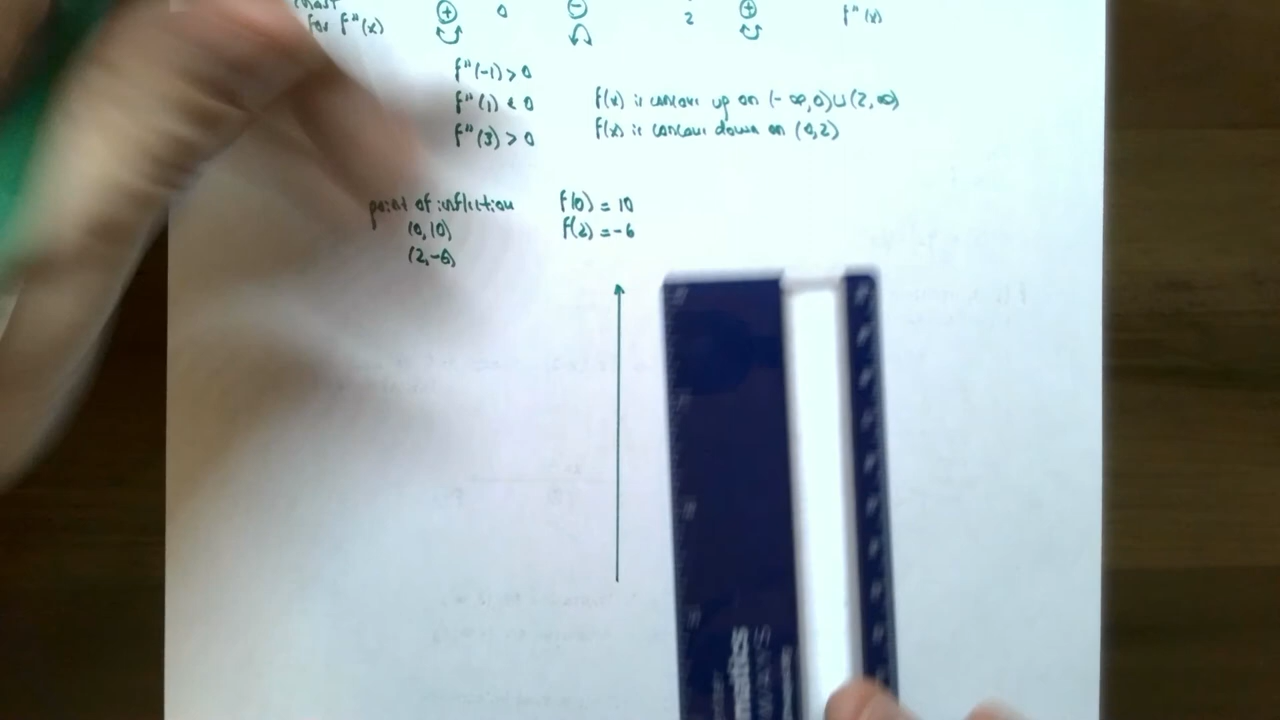 chart
for f"(x) ⊕ 0 ⊖ 2 ⊕ f"(x)
f"(-1) > 0
f"(1) < 0 f(x) is concave up on (-∞,0)∪(2,∞)
f"(3) > 0 f(x) is concave down on (0,2)
point of inflection f(0) = 10
(0,10) f(2) = -6
(2,-6)